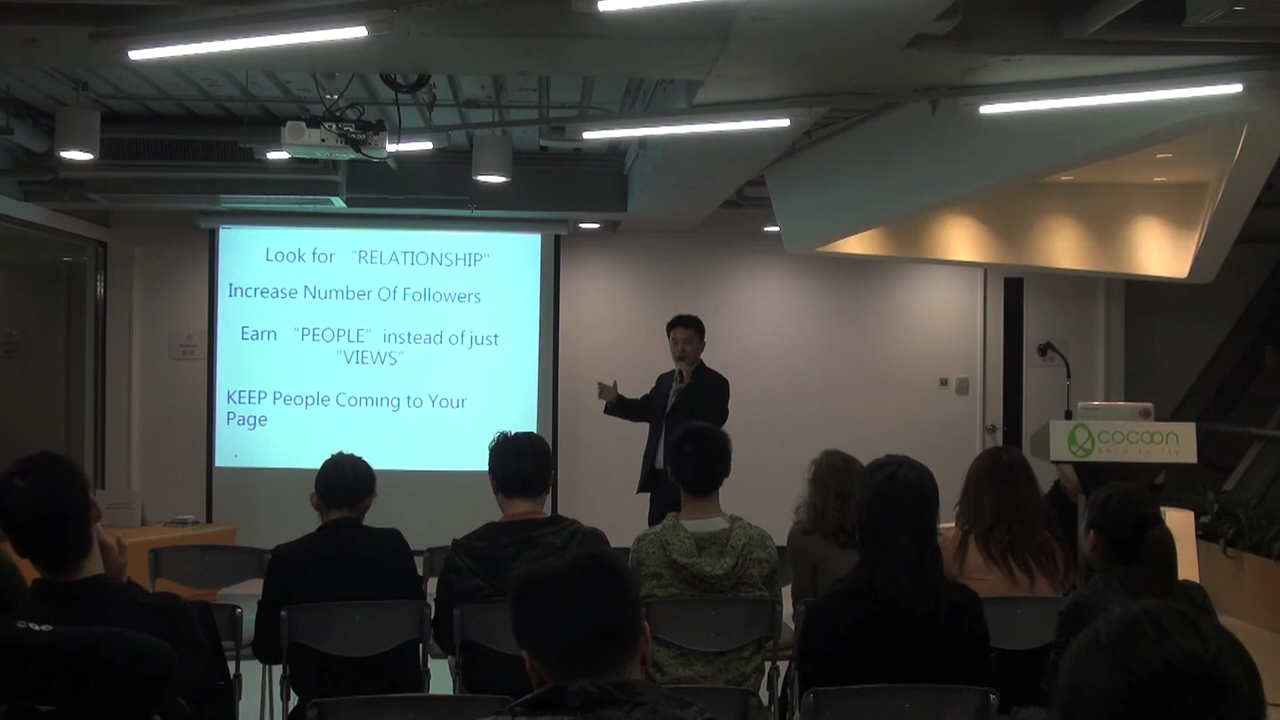 Look for “RELATIONSHIP”
Increase Number Of Followers
Earn “PEOPLE” instead of just
“VIEWS”
KEEP People Coming to Your
Page
cocoon